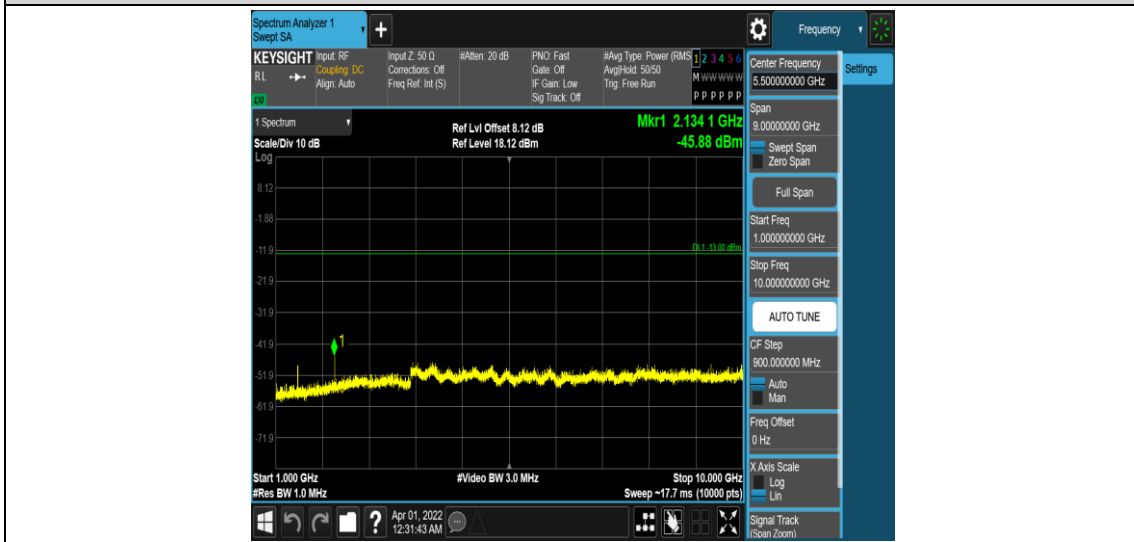 Spectrum Analyzer 1
Swept SA
+
Frequency
KEYSIGHT
RL
LXI
Input: RF
Coupling: DC
Align: Auto
Input Z: 50 Ω
Corrections: Off
Freq Ref: Int (S)
#Atten: 20 dB
PNO: Fast
Gate: Off
IF Gain: Low
Sig Track: Off
#Avg Type: Power (RMS
Avg|Hold: 50/50
Trig: Free Run
1 2 3 4 5 6
M W W W W W
P P P P P P
1 Spectrum
Scale/Div 10 dB
Ref Lvl Offset 8.12 dB
Ref Level 18.12 dBm
Mkr1 2.134 1 GHz
-45.88 dBm
Log
8.12
-1.88
-11.9
DL1 -13.00 dBm
-21.9
-31.9
-41.9
1
-51.9
-61.9
-71.9
Start 1.000 GHz
#Video BW 3.0 MHz
Stop 10.000 GHz
#Res BW 1.0 MHz
Sweep ~17.7 ms (10000 pts)
Apr 01, 2022
12:31:43 AM
?
Center Frequency
5.500000000 GHz
Settings
Span
9.00000000 GHz
Swept Span
Zero Span
Full Span
Start Freq
1.000000000 GHz
Stop Freq
10.000000000 GHz
AUTO TUNE
CF Step
900.000000 MHz
Auto
Man
Freq Offset
0 Hz
X Axis Scale
Log
Lin
Signal Track
(Span Zoom)